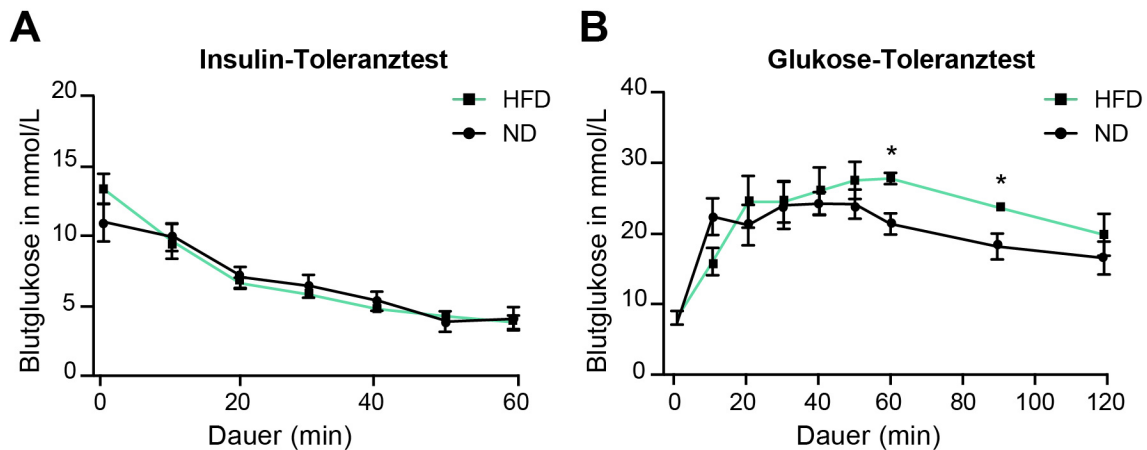 A
Insulin-Toleranztest
HFD
ND
Blutglukose in mmol/L
20
15
10
5
0
0 20 40 60
Dauer (min)
B
Glukose-Toleranztest
HFD
ND
Blutglukose in mmol/L
40
30
20
10
0
* *
0 20 40 60 80 100 120
Dauer (min)